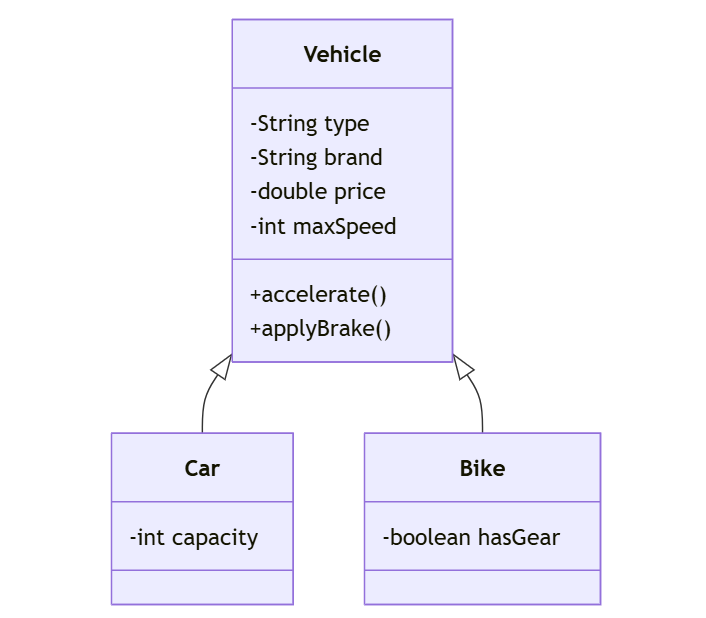 Vehicle
-String type
-String brand
-double price
-int maxSpeed
+accelerate()
+applyBrake()
Car
-int capacity
Bike
-boolean hasGear